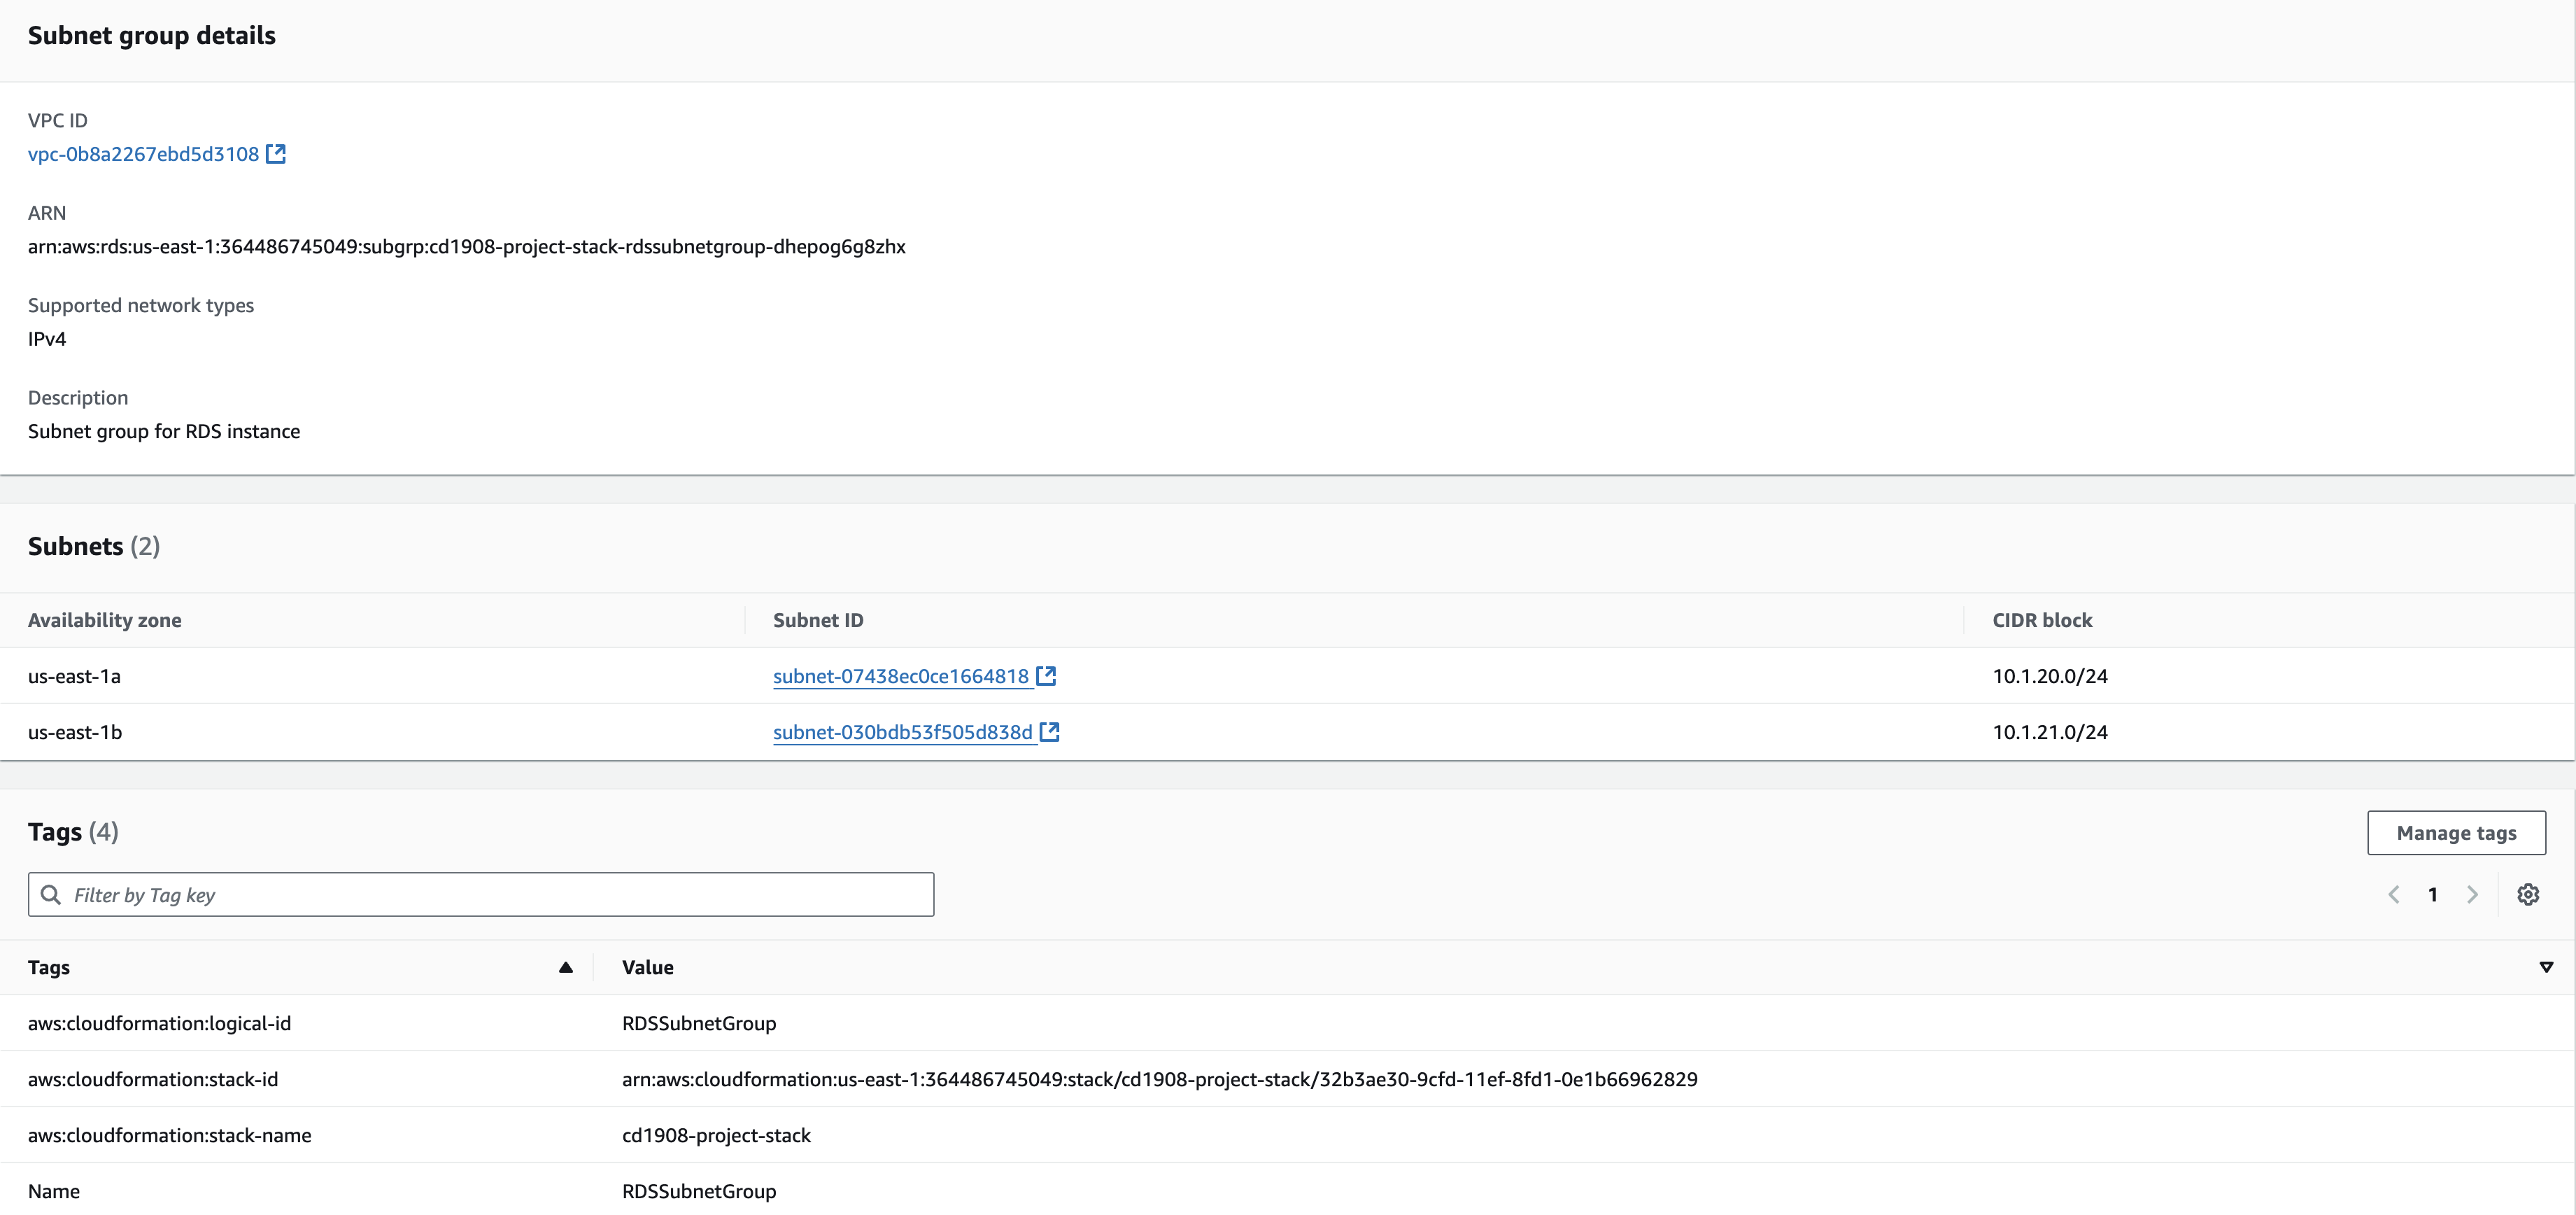 Subnet group details
VPC ID
vpc-0b8a2267ebd5d3108
ARN
arn:aws:rds:us-east-1:364486745049:subgrp:cd1908-project-stack-rdssubnetgroup-dhepog6g8zhx
Supported network types
IPv4
Description
Subnet group for RDS instance
Subnets (2)
Availability zone Subnet ID CIDR block
us-east-1a subnet-07438ec0ce1664818 10.1.20.0/24
us-east-1b subnet-030bdb53f505d838d 10.1.21.0/24
Tags (4) Manage tags
Filter by Tag key 1
Tags Value
aws:cloudformation:logical-id RDSSubnetGroup
aws:cloudformation:stack-id arn:aws:cloudformation:us-east-1:364486745049:stack/cd1908-project-stack/32b3ae30-9cfd-11ef-8fd1-0e1b66962829
aws:cloudformation:stack-name cd1908-project-stack
Name RDSSubnetGroup